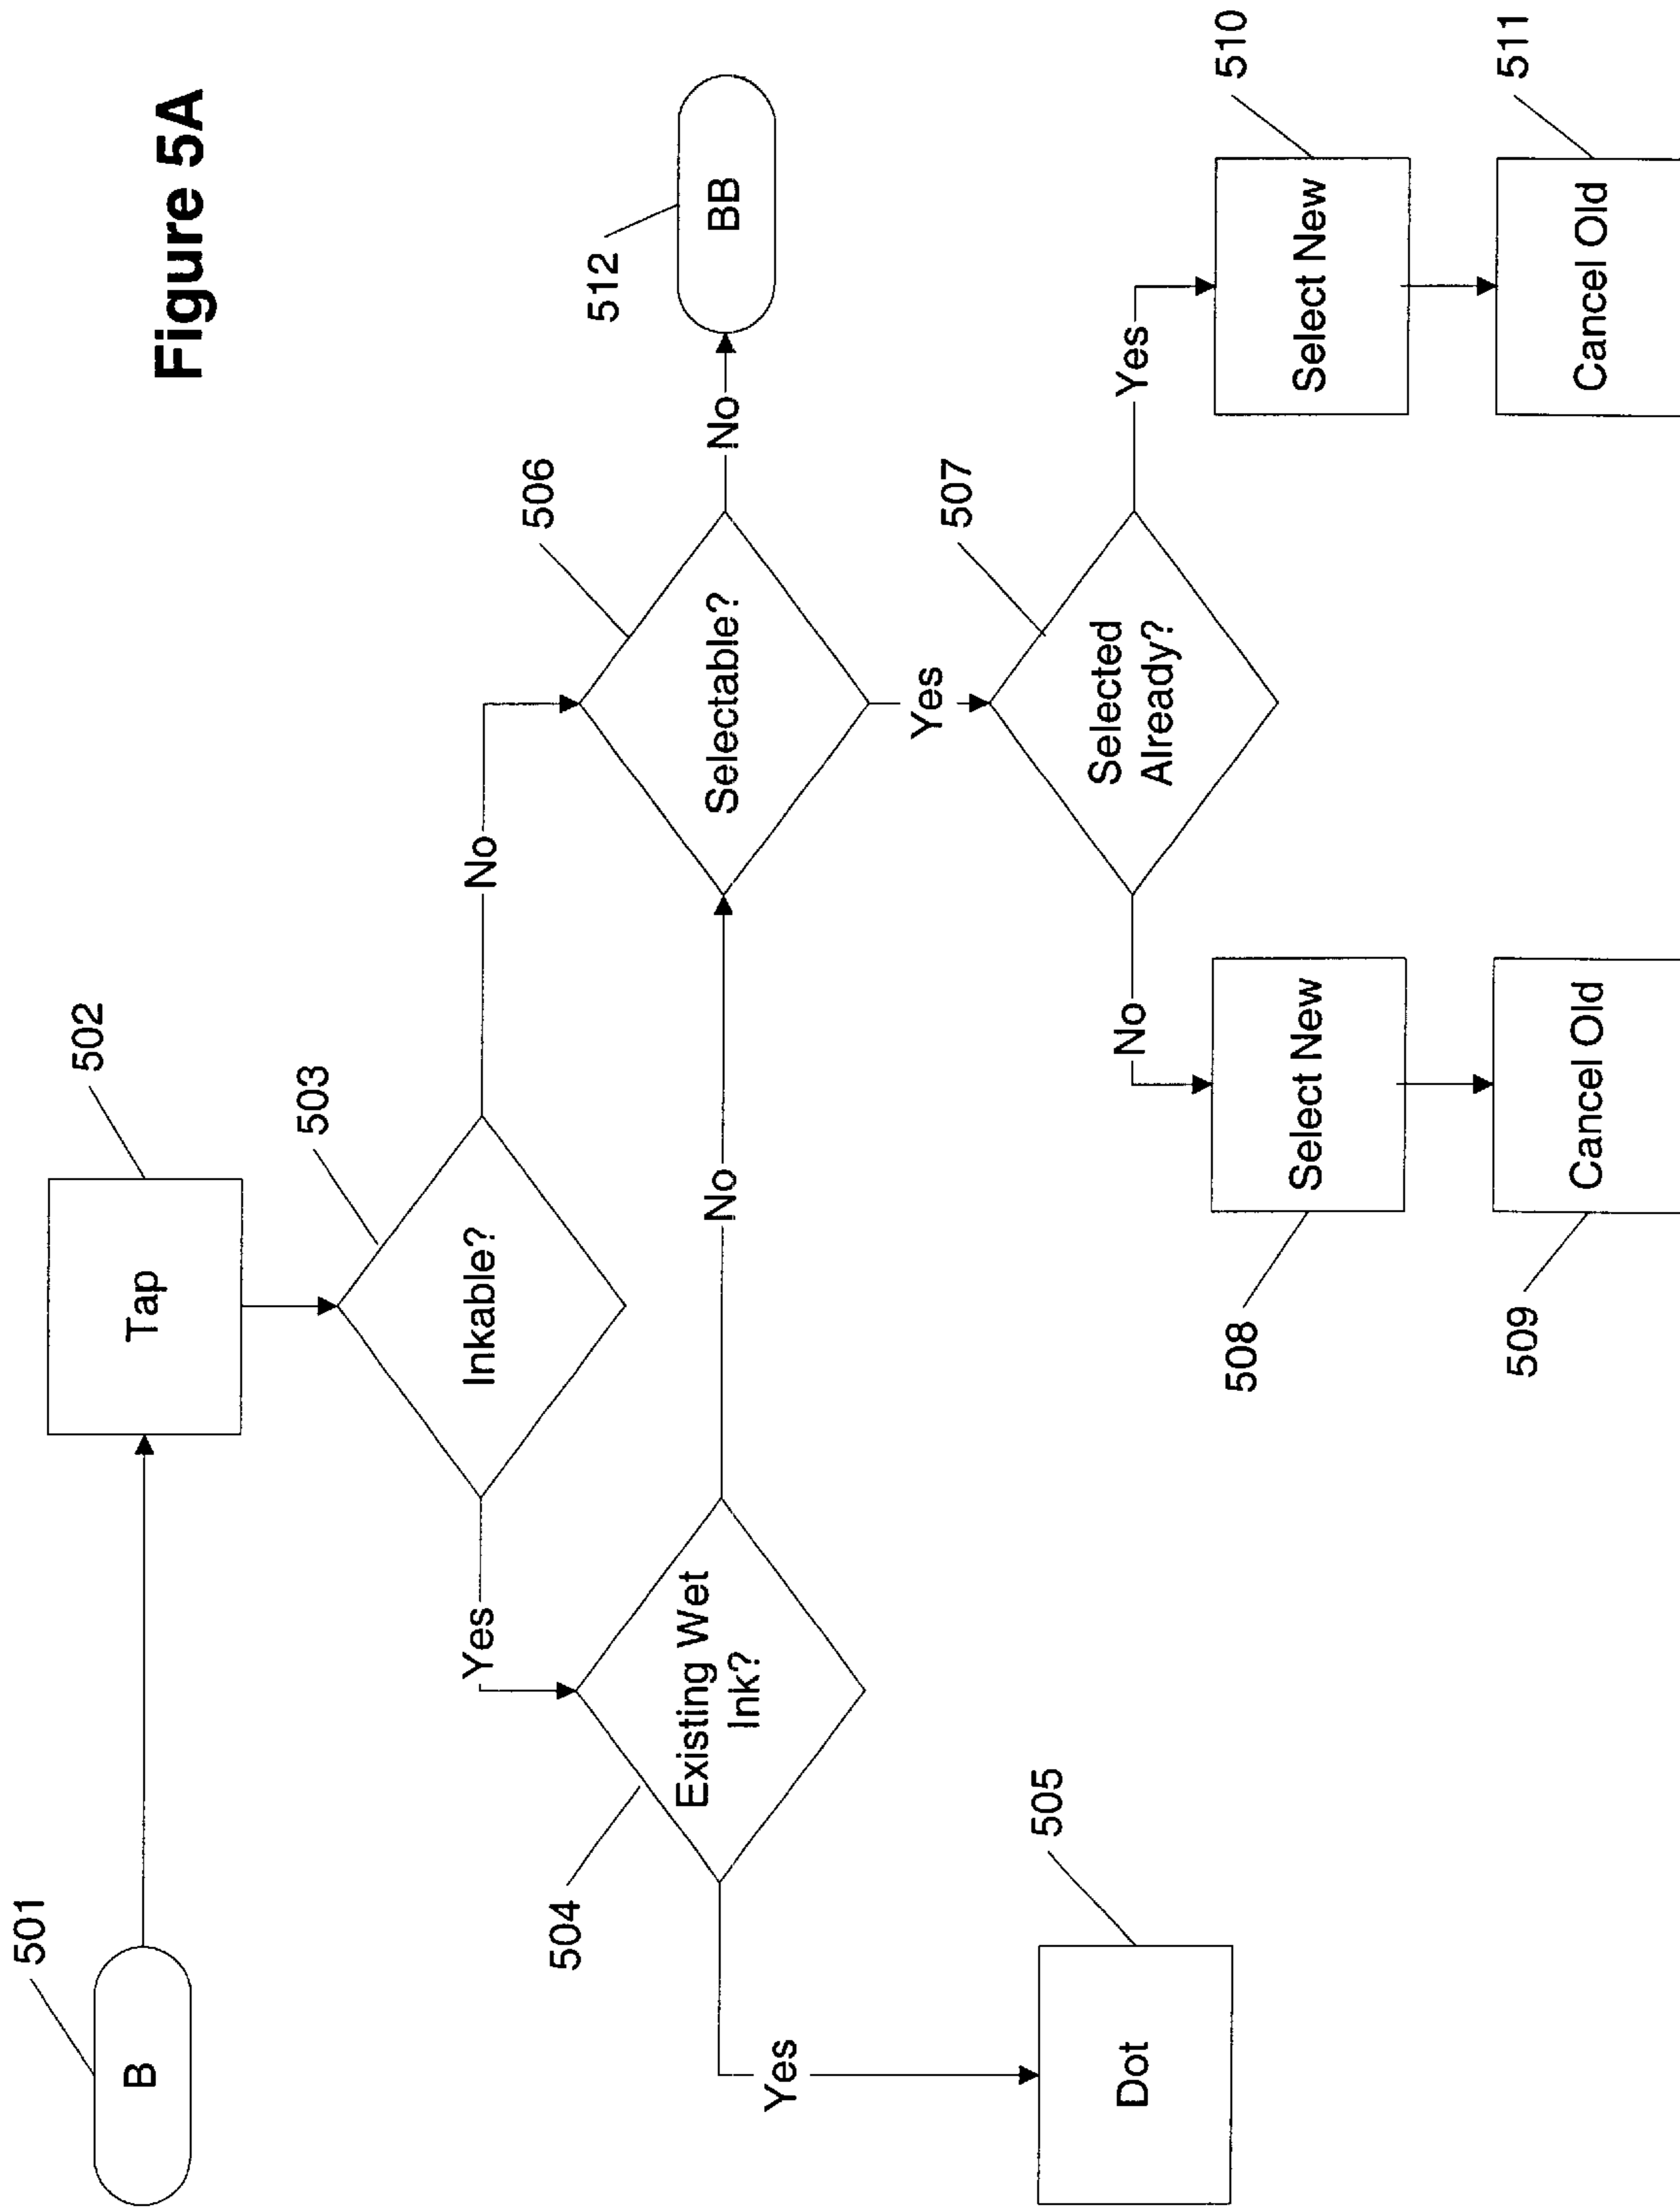 Figure 5A
501
B
502
Tap
503
Inkable?
Yes
No
504
Existing Wet
Ink?
No
506
Selectable?
No
512
BB
Yes
505
Dot
Yes
507
Selected
Already?
No
Yes
508
Select New
510
Select New
509
Cancel Old
511
Cancel Old